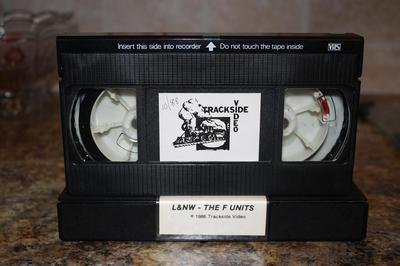 Insert this side into recorder ⬆ Do not touch the tape inside
VHS
10/88
TRACKSIDE
VIDEO
L&NW - THE F UNITS
© 1986 Trackside Video